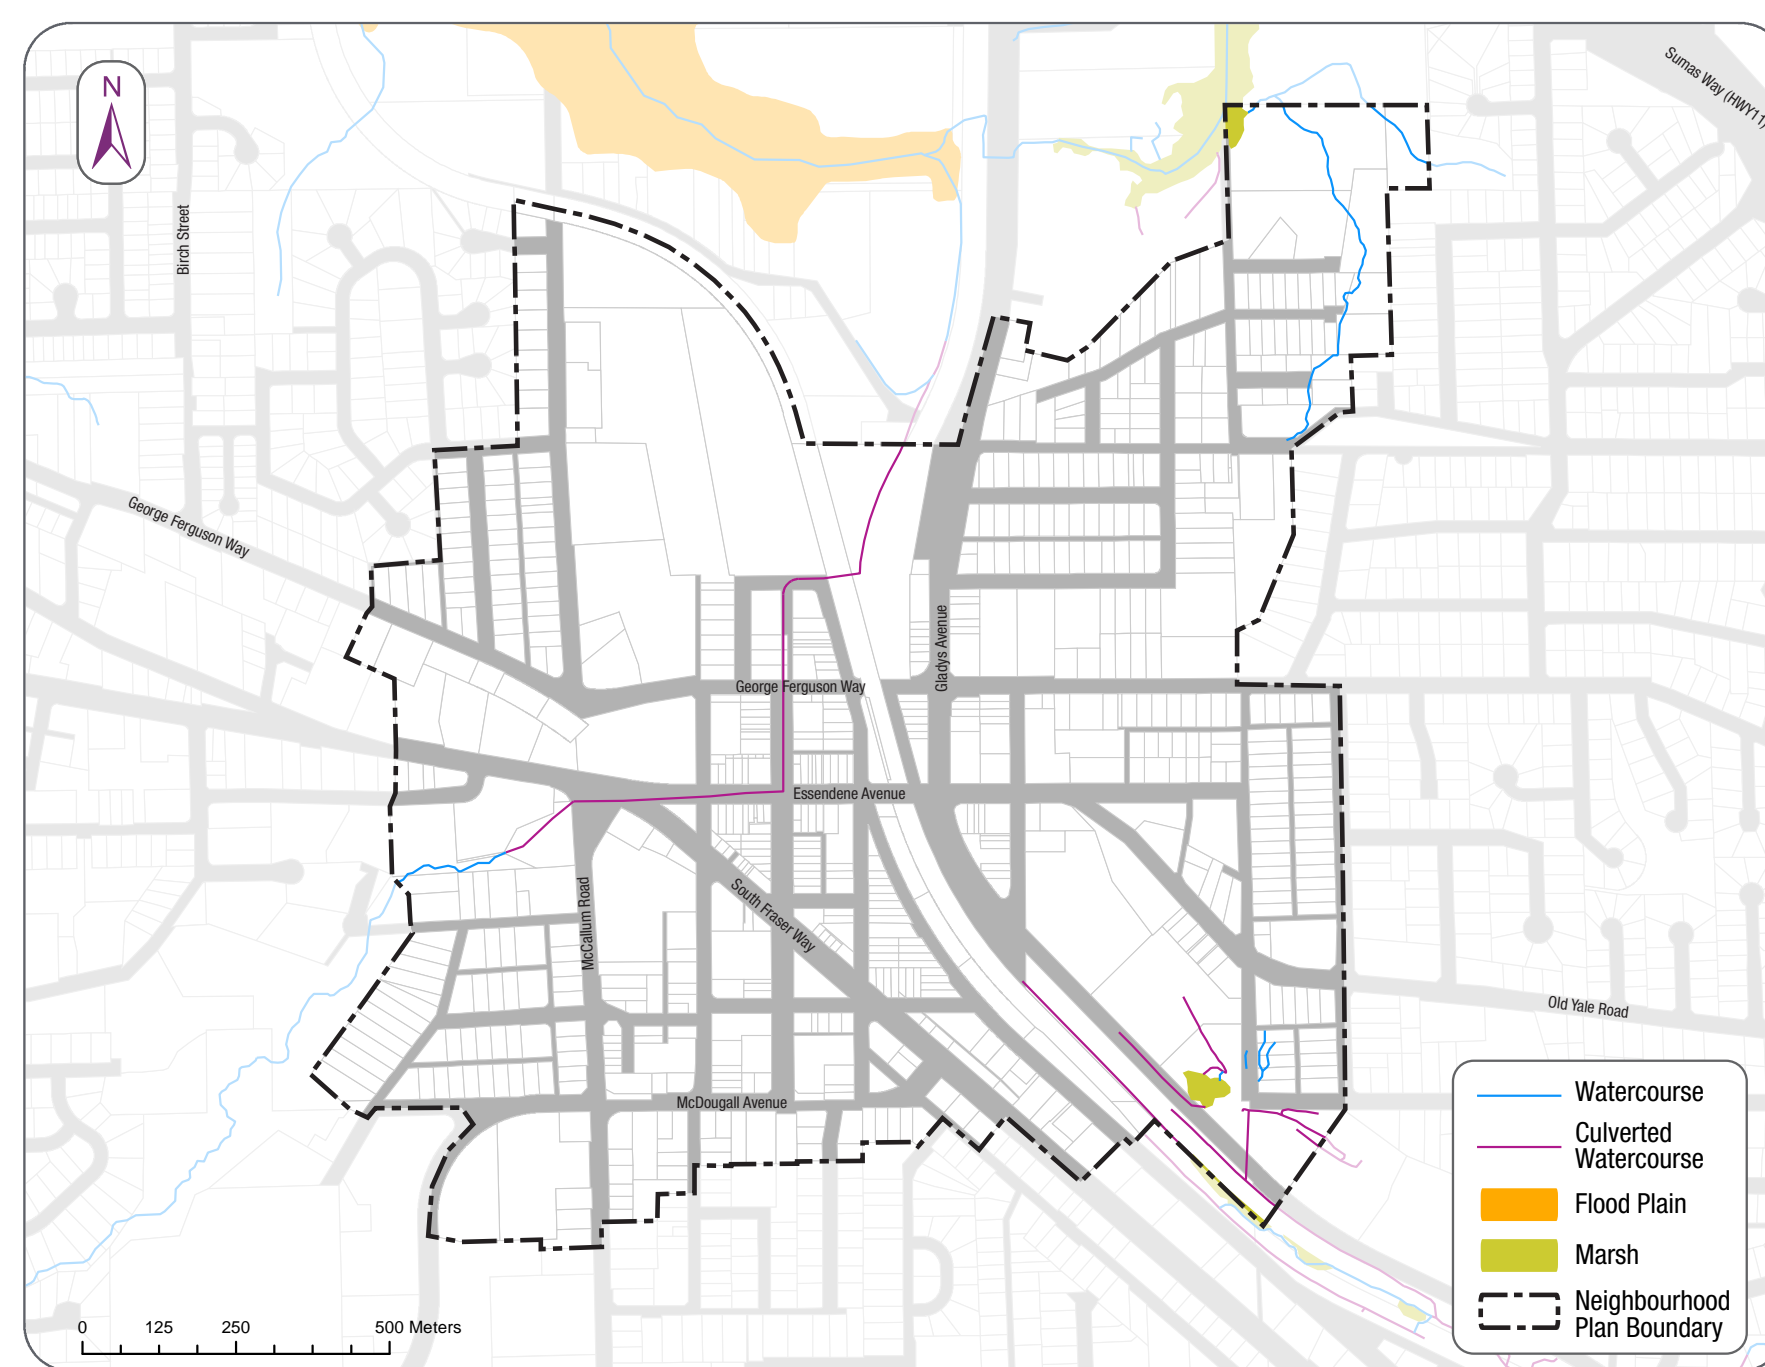 N
Sumas Way (HWY11)
Birch Street
George Ferguson Way
Gladys Avenue
George Ferguson Way
Essendene Avenue
McCallum Road
South Fraser Way
Old Yale Road
McDougall Avenue
Watercourse
Culverted
Watercourse
Flood Plain
Marsh
Neighbourhood
Plan Boundary
0 125 250 500 Meters